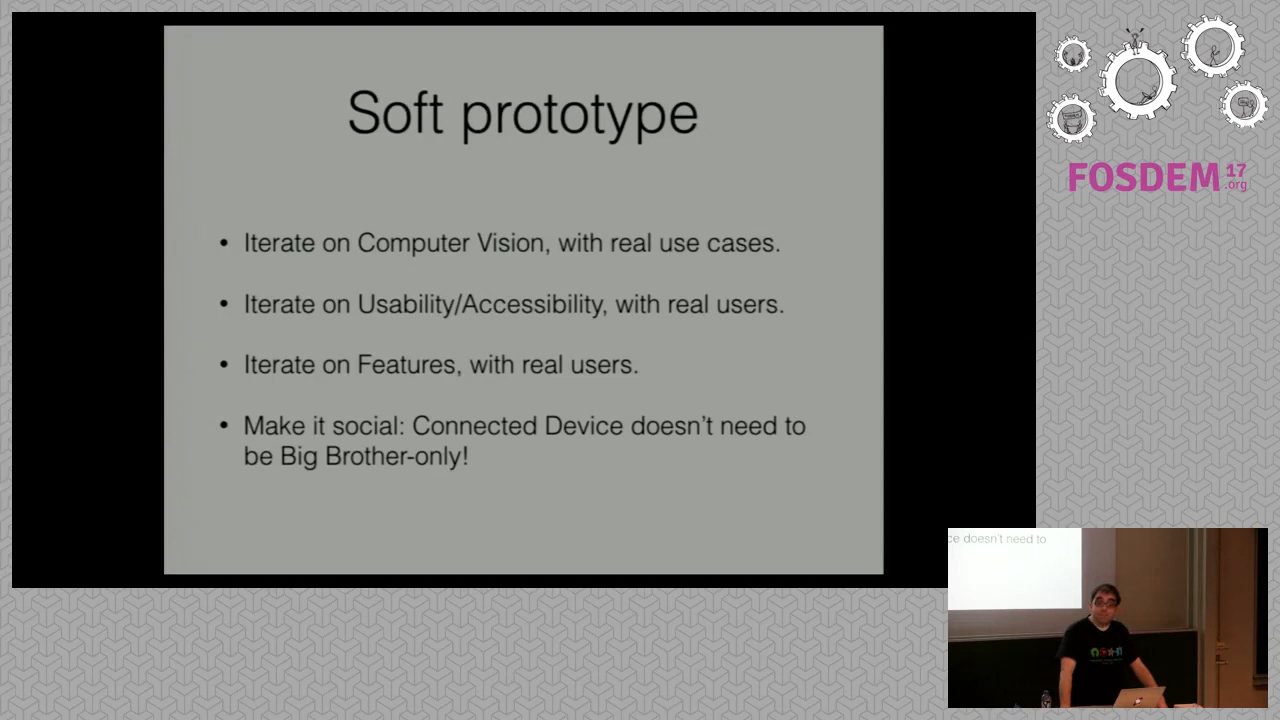 Soft prototype
• Iterate on Computer Vision, with real use cases.
• Iterate on Usability/Accessibility, with real users.
• Iterate on Features, with real users.
• Make it social: Connected Device doesn't need to
be Big Brother-only!
FOSDEM 17
.org
ce doesn't need to